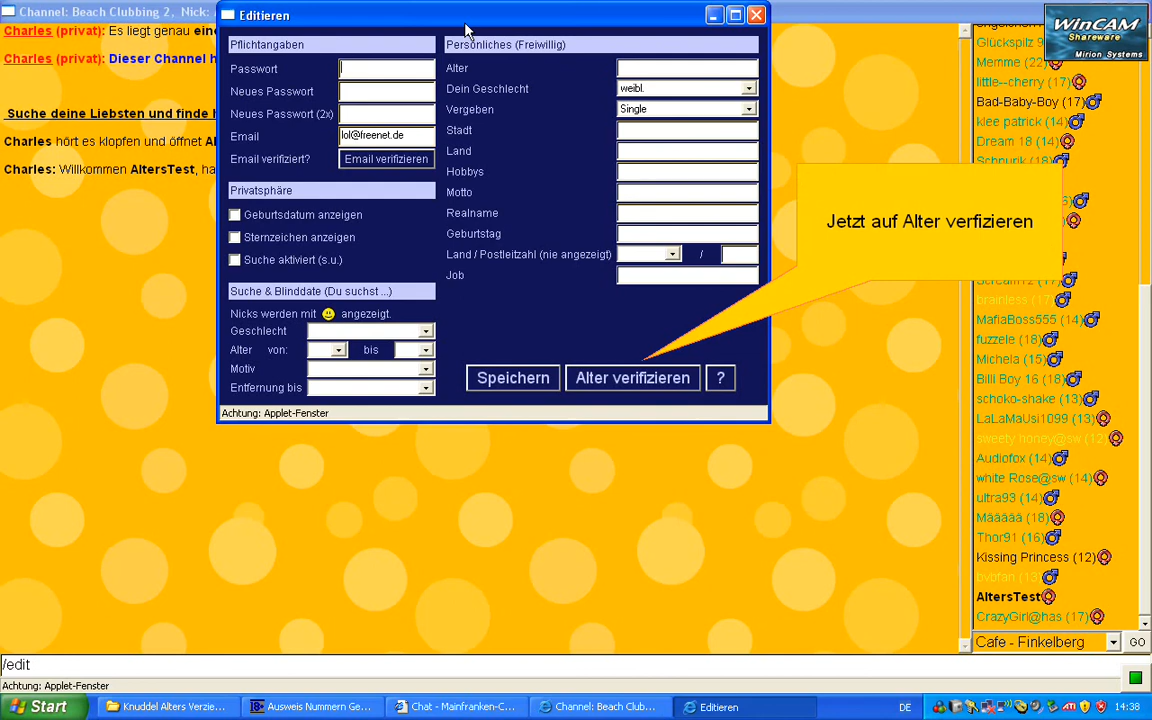 Channel: Beach Clubbing 2, Nick:
Charles (privat): Es liegt genau
Charles (privat): Dieser Channel
Suche deine Liebsten und finde
Charles hört es klopfen und öffnet
Charles: Willkommen AltersTest,
Editieren
Pflichtangaben
Passwort
Neues Passwort
Neues Passwort (2x)
Email
lol@freenet.de
Email verifiziert?
Email verifizieren
Privatsphäre
Geburtsdatum anzeigen
Sternzeichen anzeigen
Suche aktiviert (s.u.)
Suche & Blinddate (Du suchst ...)
Nicks werden mit
angezeigt.
Geschlecht
Alter von:
bis
Motiv
Entfernung bis
Persönliches (Freiwillig)
Alter
Dein Geschlecht
weibl.
Vergeben
Single
Stadt
Land
Hobbys
Motto
Realname
Geburtstag
Land / Postleitzahl (nie angezeigt)
/
Job
Speichern
Alter verifizieren
?
Achtung: Applet-Fenster
Jetzt auf Alter verfizieren
WinCAM
Shareware
Mirion Systems
Glückspilz 9
Memme (22)
little--cherry (17)
Bad-Baby-Boy (17)
klee patrick (14)
Dream 18 (14)
Schnurik (18)
brainless (17)
MafiaBoss555 (14)
fuzzele (18)
Michela (15)
Billi Boy 16 (18)
schoko-shake (13)
LaLaMaUsi1099 (13)
sweety honey@sw (12)
Audiofox (14)
white Rose@sw (14)
ultra93 (14)
Määäää (18)
Thor91 (16)
Kissing Princess (12)
bvbfan (13)
AltersTest
CrazyGirl@has (17)
Cafe - Finkelberg
GO
/edit
Achtung: Applet-Fenster
Start
Knuddel Alters Verzie...
Ausweis Nummern Ge...
Chat - Mainfranken-C...
Channel: Beach Club...
Editieren
DE
14:38